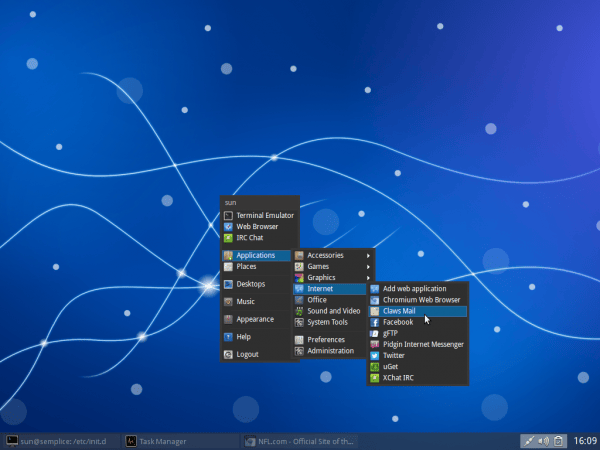 sun
Terminal Emulator
Web Browser
IRC Chat
Applications
Places
Desktops
Music
Appearance
Help
Logout
Accessories
Games
Graphics
Internet
Office
Sound and Video
System Tools
Preferences
Administration
Add web application
Chromium Web Browser
Claws Mail
Facebook
gFTP
Pidgin Internet Messenger
Twitter
uGet
XChat IRC
sun@semplice: /etc/init.d
Task Manager
NFL.com - Official Site of th...
16:09